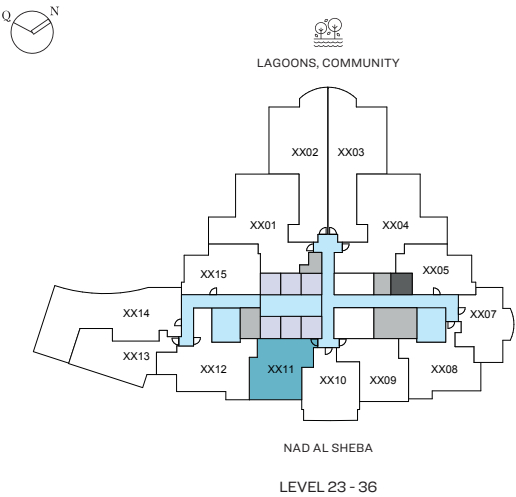 Q N
LAGOONS, COMMUNITY
XX02 XX03
XX01 XX04
XX15 XX05
XX14 XX07
XX13 XX12 XX11 XX10 XX09 XX08
NAD AL SHEBA
LEVEL 23 - 36